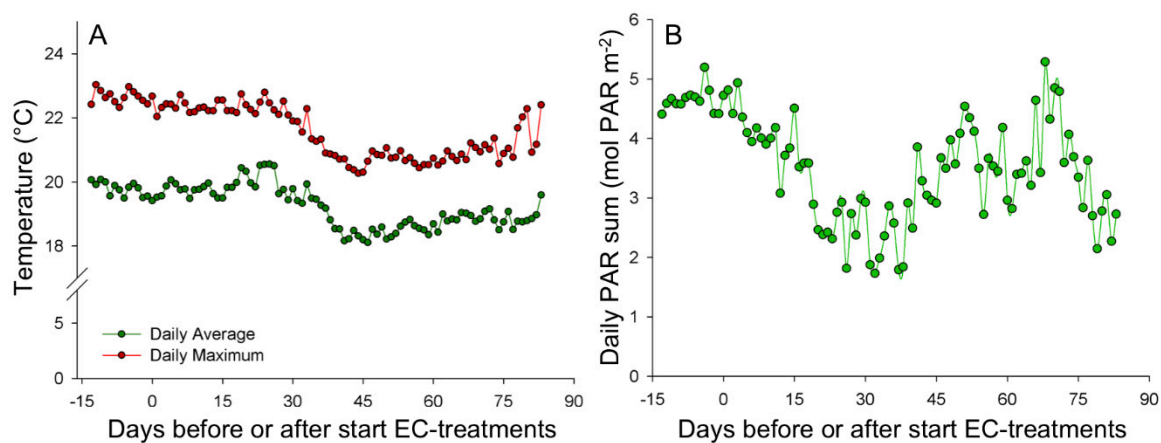 A
Temperature (°C)
24
22
20
18
5
0
Daily Average
Daily Maximum
-15 0 15 30 45 60 75 90
Days before or after start EC-treatments
B
Daily PAR sum (mol PAR m-2)
6
5
4
3
2
1
0
-15 0 15 30 45 60 75 90
Days before or after start EC-treatments